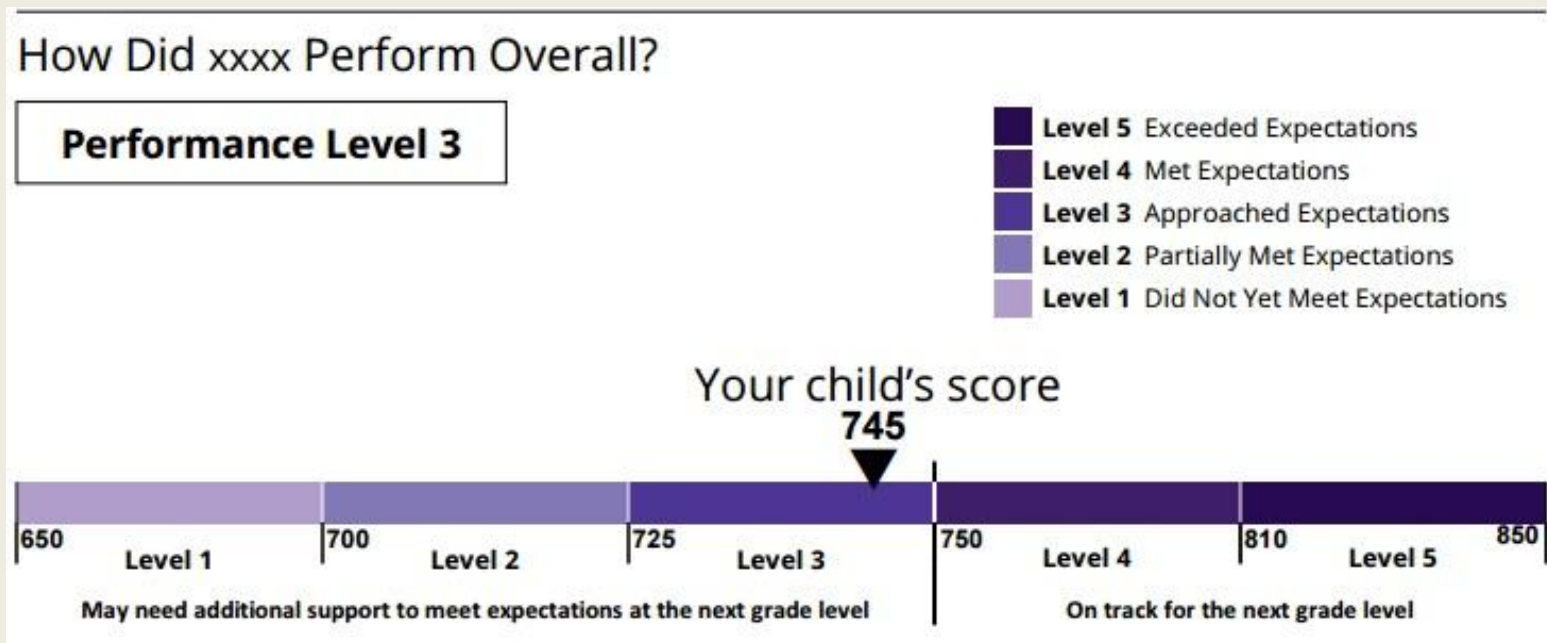 How Did xxxx Perform Overall?
Performance Level 3
Level 5 Exceeded Expectations
Level 4 Met Expectations
Level 3 Approached Expectations
Level 2 Partially Met Expectations
Level 1 Did Not Yet Meet Expectations
Your child's score
745
650 700 725 750 810 850
Level 1 Level 2 Level 3 Level 4 Level 5
May need additional support to meet expectations at the next grade level On track for the next grade level